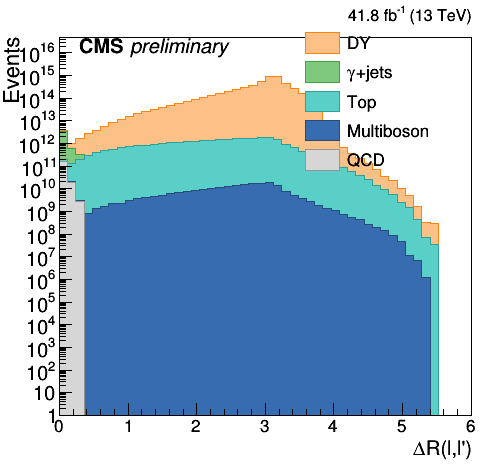 41.8 fb⁻¹ (13 TeV)
CMS preliminary
Events
DY
γ+jets
Top
Multiboson
QCD
10¹⁶
10¹⁵
10¹⁴
10¹³
10¹²
10¹¹
10¹⁰
10⁹
10⁸
10⁷
10⁶
10⁵
10⁴
10³
10²
10
1
0 1 2 3 4 5 6
ΔR(l,l')